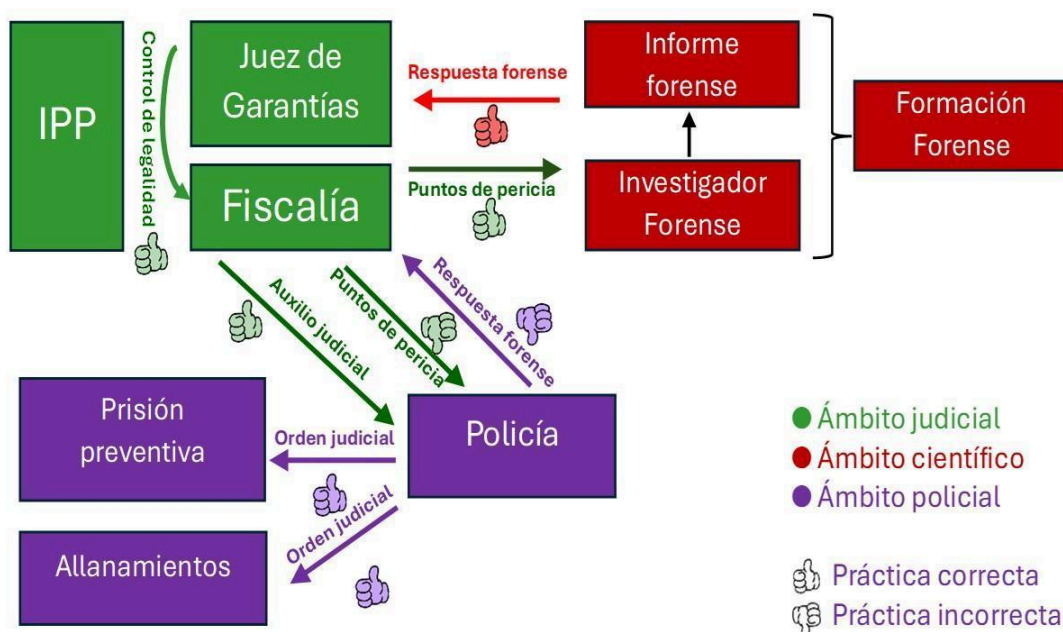 IPP
Control de legalidad
Juez de
Garantías
Fiscalía
Respuesta forense
Puntos de pericia
Informe
forense
Investigador
Forense
Formación
Forense
Auxilio judicial
Puntos de pericia
Respuesta forense
Prisión
preventiva
Orden judicial
Policía
Orden judicial
Allanamientos
Ámbito judicial
Ámbito científico
Ámbito policial
Práctica correcta
Práctica incorrecta